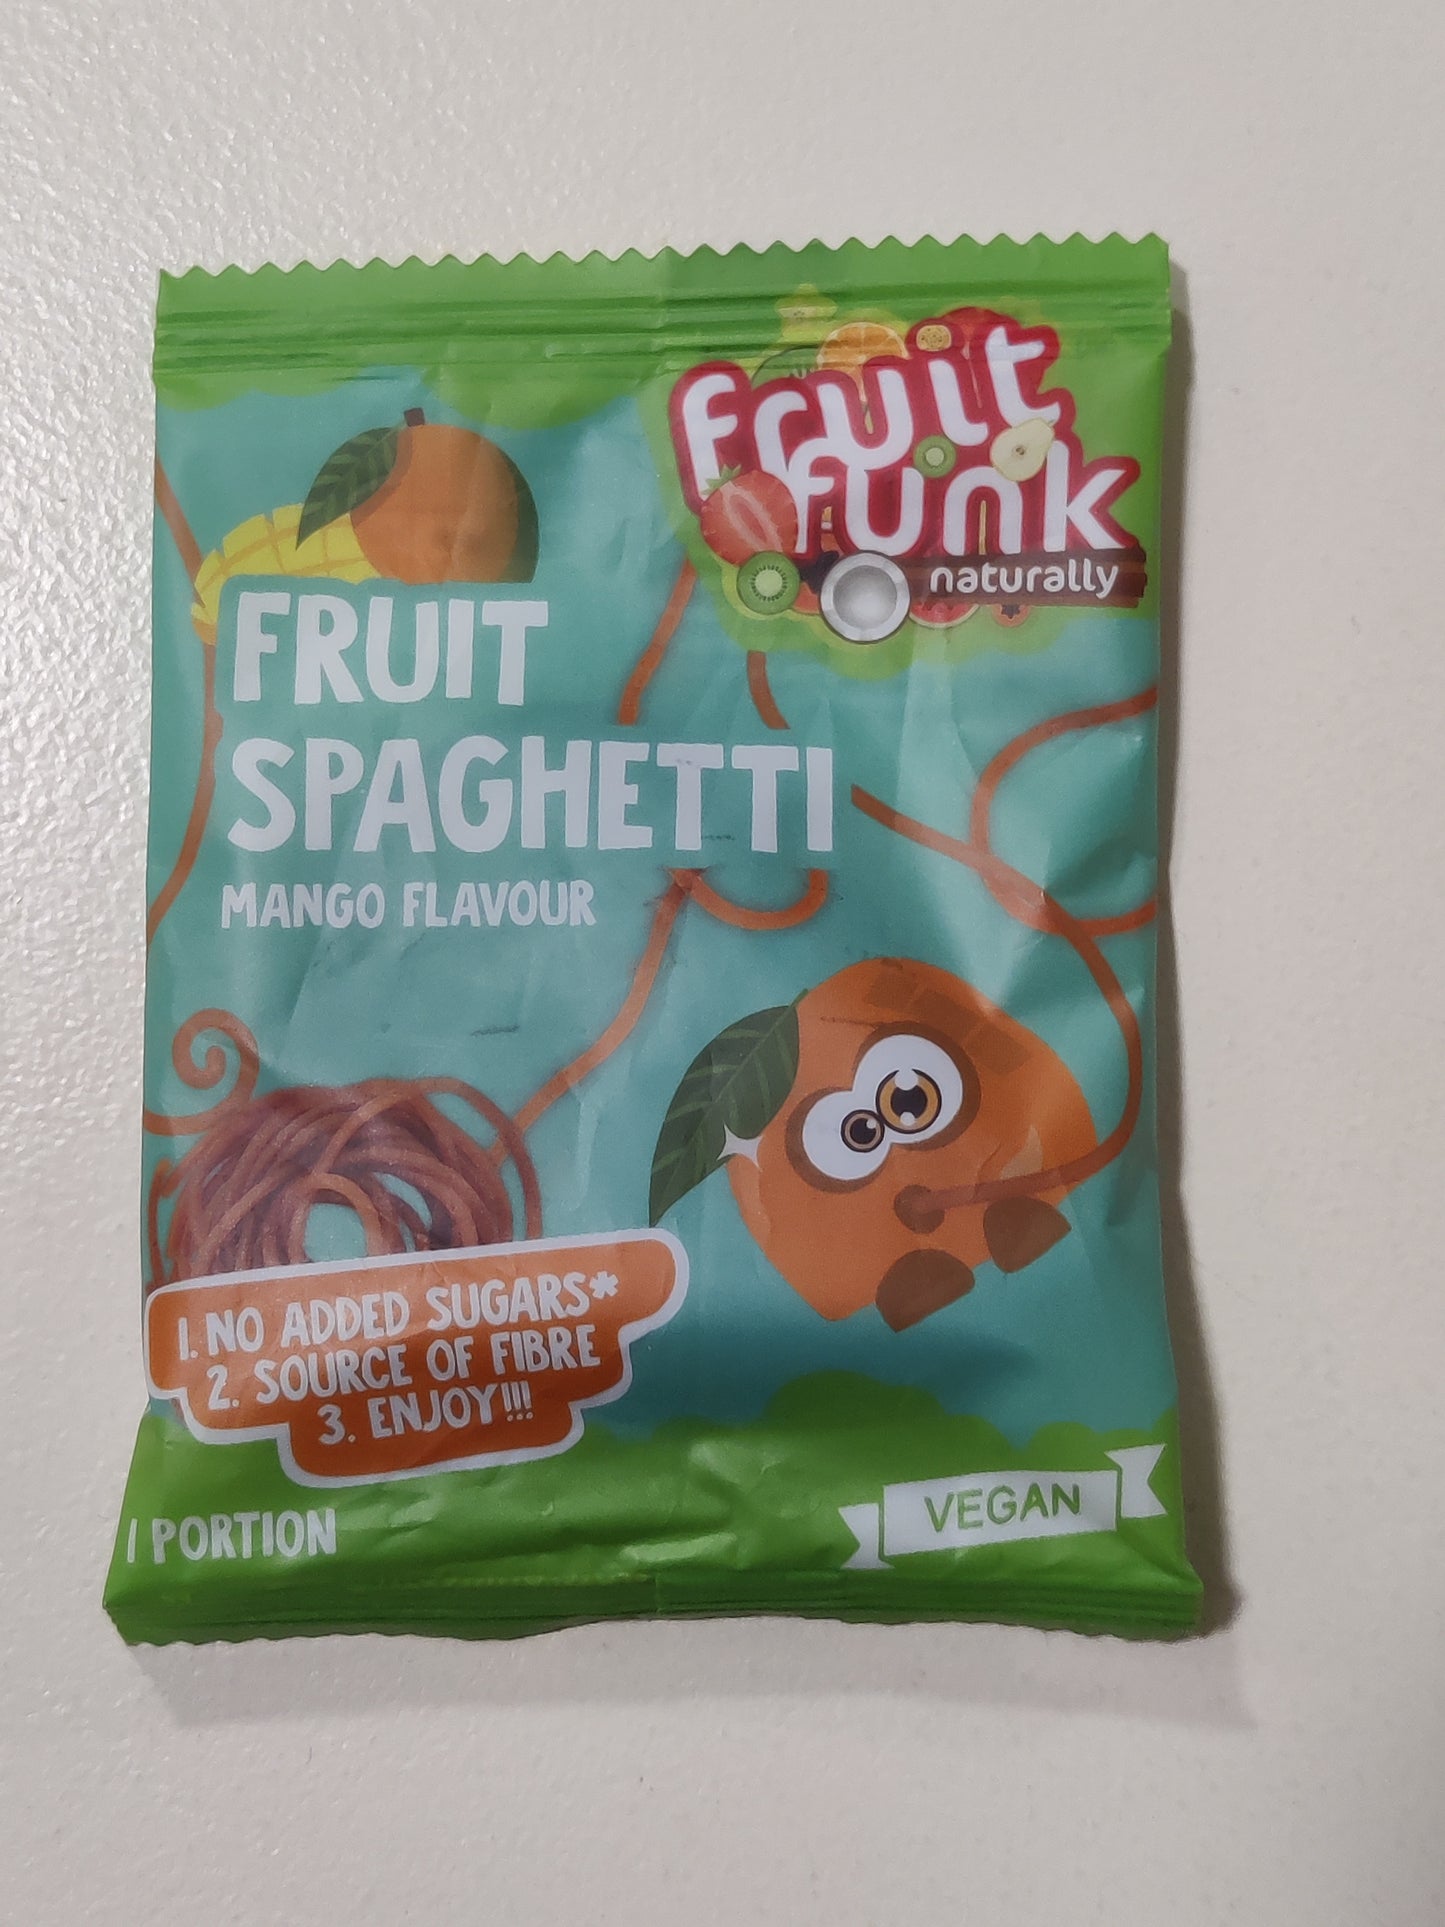 fruit
funk
naturally
FRUIT
SPAGHETTI
MANGO FLAVOUR
1. NO ADDED SUGARS*
2. SOURCE OF FIBRE
3. ENJOY!!!
1 PORTION
VEGAN